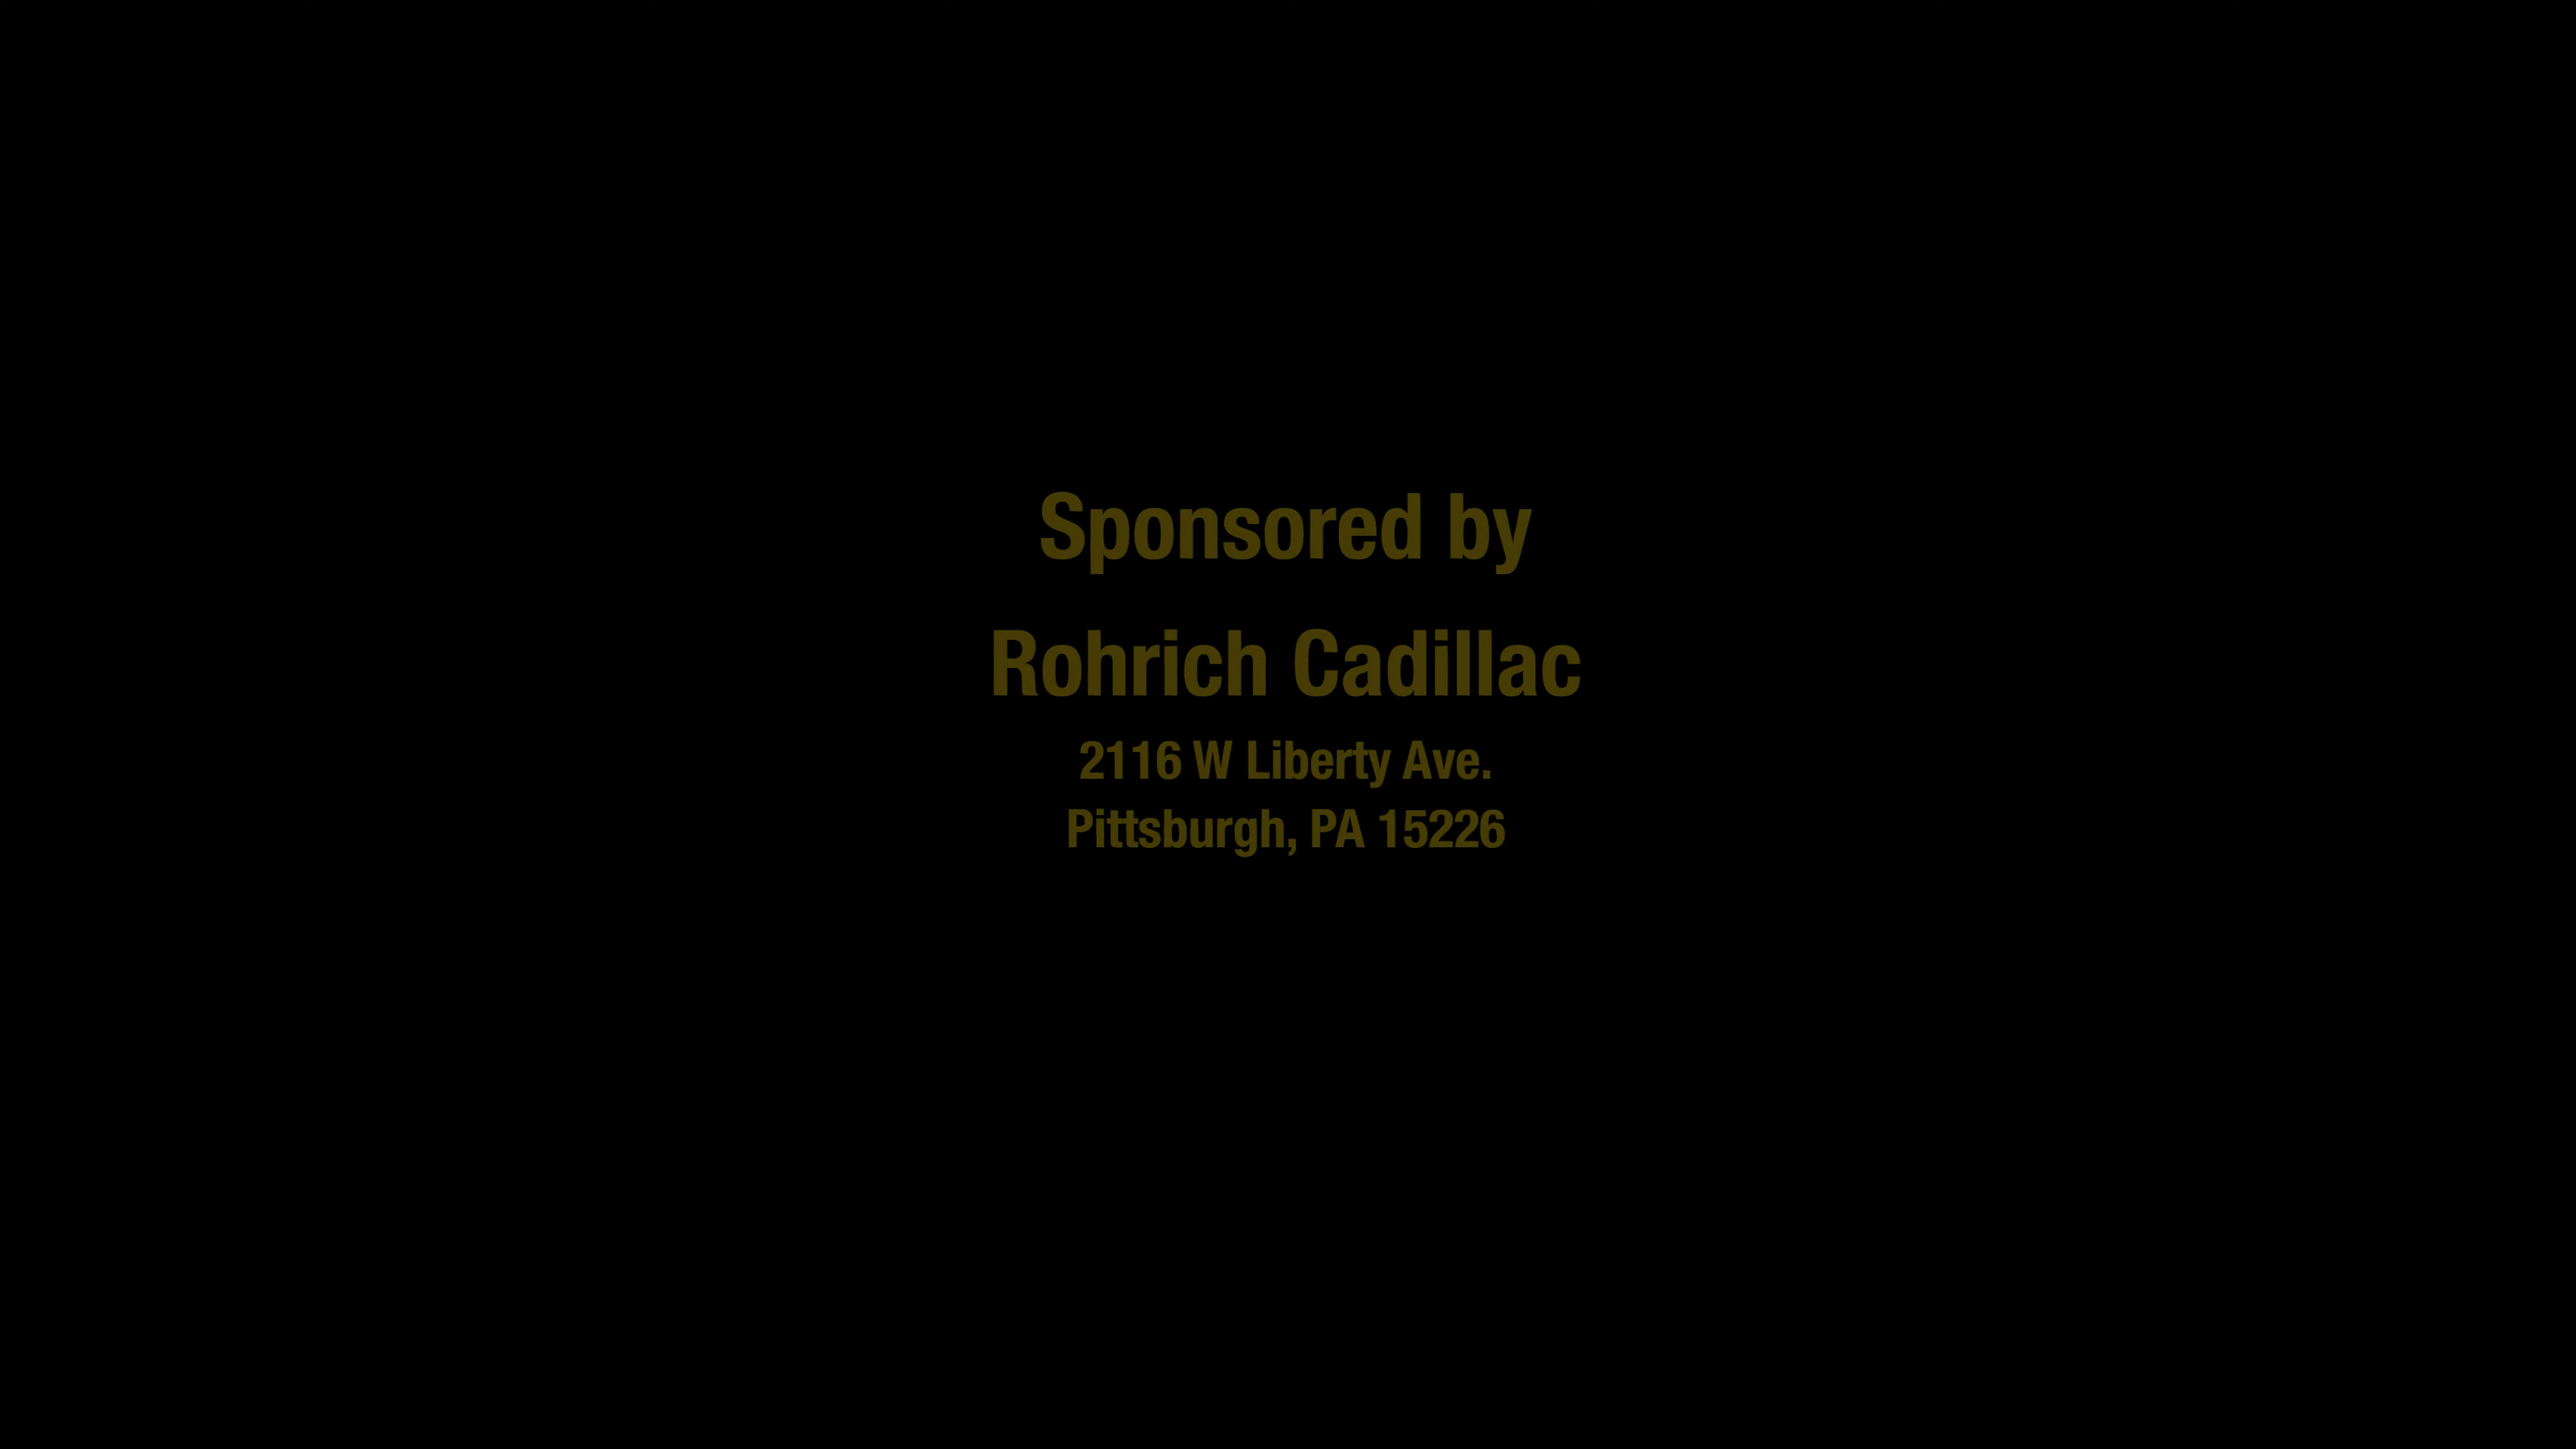 Sponsored by
Rohrich Cadillac
2116 W Liberty Ave.
Pittsburgh, PA 15226